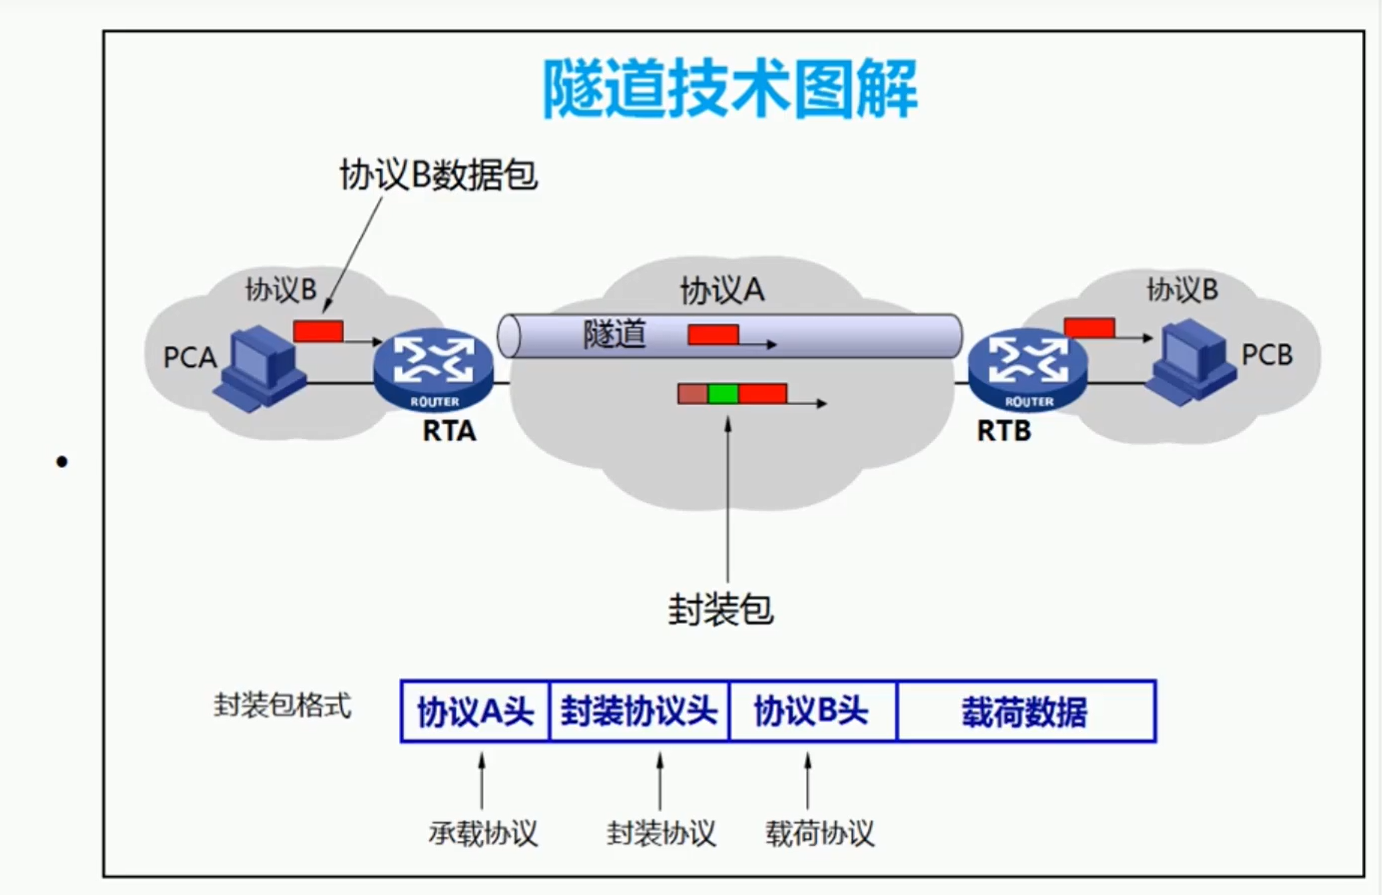 隧道技术图解
协议B数据包
协议B
协议A
协议B
隧道
PCA
PCB
ROUTER
ROUTER
RTA
RTB
封装包
封装包格式
协议A头
封装协议头
协议B头
载荷数据
承载协议
封装协议
载荷协议